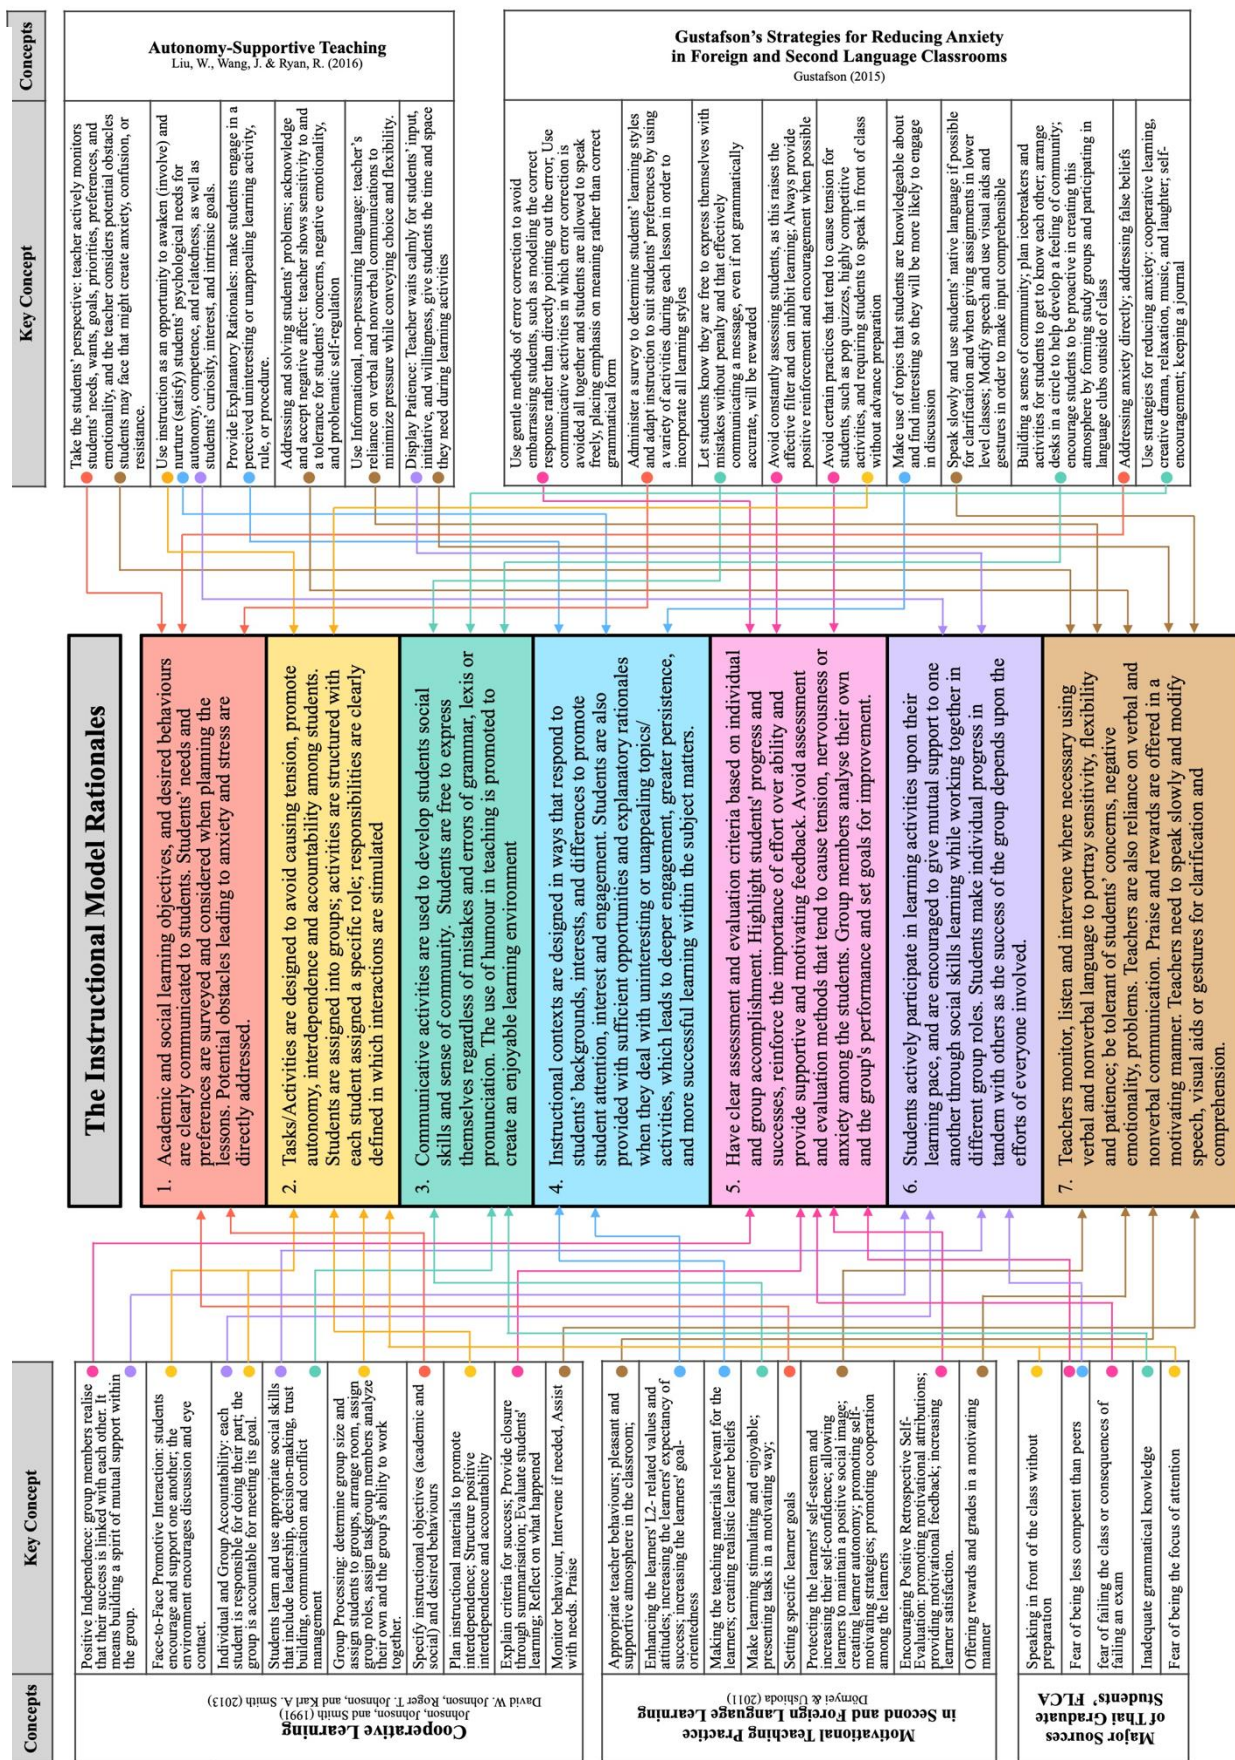 Concepts
Key Concept
The Instructional Model Rationales
Key Concept
Concepts
Cooperative Learning
Johnson, Johnson, and Smith (1991)
David W. Johnson, Roger T. Johnson, and Karl A. Smith (2013)
Positive Independence: group members realise
that their success is linked with each other. It
means building a spirit of mutual support within
the group.
Face-to-Face Promotive Interaction: students
encourage and support one another; the
environment encourages discussion and eye
contact.
Individual and Group Accountability: each
student is responsible for doing their part; the
group is accountable for meeting its goal.
Students learn and use appropriate social skills
that include leadership, decision-making, trust
building, communication and conflict
management
Group Processing: determine group size and
assign students to groups, arrange room, assign
group roles, assign taskgroup members analyze
their own and the group's ability to work
together.
Specify instructional objectives (academic and
social) and desired behaviours
Plan instructional materials to promote
interdependence; Structure positive
interdependence and accountability
Explain criteria for success; Provide closure
through summarisation; Evaluate students'
learning; Reflect on what happened
Monitor behaviour, Intervene if needed, Assist
with needs. Praise
Motivational Teaching Practice
in Second and Foreign Language Learning
Dörnyei & Ushioda (2011)
Appropriate teacher behaviours; pleasant and
supportive atmosphere in the classroom;
Enhancing the learners' L2- related values and
attitudes; increasing the learners' expectancy of
success; increasing the learners' goal-
orientedness
Making the teaching materials relevant for the
learners; creating realistic learner beliefs
Make learning stimulating and enjoyable;
presenting tasks in a motivating way;
Setting specific learner goals
Protecting the learners' self-esteem and
increasing their self-confidence; allowing
learners to maintain a positive social image;
creating learner autonomy; promoting self-
motivating strategies; promoting cooperation
among the learners
Encouraging Positive Retrospective Self-
Evaluation: promoting motivational attributions;
providing motivational feedback; increasing
learner satisfaction.
Offering rewards and grades in a motivating
manner
Major Sources
of Thai Graduate
Students' FLCA
Speaking in front of the class without
preparation
Fear of being less competent than peers
fear of failing the class or consequences of
failing an exam
Inadequate grammatical knowledge
Fear of being the focus of attention
1. Academic and social learning objectives, and desired behaviours
are clearly communicated to students. Students' needs and
preferences are surveyed and considered when planning the
lessons. Potential obstacles leading to anxiety and stress are
directly addressed.
2. Tasks/Activities are designed to avoid causing tension, promote
autonomy, interdependence and accountability among students.
Students are assigned into groups; activities are structured with
each student assigned a specific role; responsibilities are clearly
defined in which interactions are stimulated
3. Communicative activities are used to develop students social
skills and sense of community. Students are free to express
themselves regardless of mistakes and errors of grammar, lexis or
pronunciation. The use of humour in teaching is promoted to
create an enjoyable learning environment
4. Instructional contexts are designed in ways that respond to
students' backgrounds, interests, and differences to promote
student attention, interest and engagement. Students are also
provided with sufficient opportunities and explanatory rationales
when they deal with uninteresting or unappealing topics/
activities, which leads to deeper engagement, greater persistence,
and more successful learning within the subject matters.
5. Have clear assessment and evaluation criteria based on individual
and group accomplishment. Highlight students' progress and
successes, reinforce the importance of effort over ability and
provide supportive and motivating feedback. Avoid assessment
and evaluation methods that tend to cause tension, nervousness or
anxiety among the students. Group members analyse their own
and the group's performance and set goals for improvement.
6. Students actively participate in learning activities upon their
learning pace, and are encouraged to give mutual support to one
another through social skills learning while working together in
different group roles. Students make individual progress in
tandem with others as the success of the group depends upon the
efforts of everyone involved.
7. Teachers monitor, listen and intervene where necessary using
verbal and nonverbal language to portray sensitivity, flexibility
and patience; be tolerant of students' concerns, negative
emotionality, problems. Teachers are also reliance on verbal and
nonverbal communication. Praise and rewards are offered in a
motivating manner. Teachers need to speak slowly and modify
speech, visual aids or gestures for clarification and
comprehension.
Take the students' perspective: teacher actively monitors
students' needs, wants, goals, priorities, preferences, and
emotionality, and the teacher considers potential obstacles
students may face that might create anxiety, confusion, or
resistance.
Use instruction as an opportunity to awaken (involve) and
nurture (satisfy) students' psychological needs for
autonomy, competence, and relatedness, as well as
students' curiosity, interest, and intrinsic goals.
Provide Explanatory Rationales: make students engage in a
perceived uninteresting or unappealing learning activity,
rule, or procedure.
Addressing and solving students' problems; acknowledge
and accept negative affect: teacher shows sensitivity to and
a tolerance for students' concerns, negative emotionality,
and problematic self-regulation
Use Informational, non-pressuring language: teacher's
reliance on verbal and nonverbal communications to
minimize pressure while conveying choice and flexibility.
Display Patience: Teacher waits calmly for students' input,
initiative, and willingness, give students the time and space
they need during learning activities
Autonomy-Supportive Teaching
Liu, W., Wang, J. & Ryan, R. (2016)
Use gentle methods of error correction to avoid
embarrassing students, such as modeling the correct
response rather than directly pointing out the error; Use
communicative activities in which error correction is
avoided all together and students are allowed to speak
freely, placing emphasis on meaning rather than correct
grammatical form
Administer a survey to determine students' learning styles
and adapt instruction to suit students' preferences by using
a variety of activities during each lesson in order to
incorporate all learning styles
Let students know they are free to express themselves with
mistakes without penalty and that effectively
communicating a message, even if not grammatically
accurate, will be rewarded
Avoid constantly assessing students, as this raises the
affective filter and can inhibit learning; Always provide
positive reinforcement and encouragement when possible
Avoid certain practices that tend to cause tension for
students, such as pop quizzes, highly competitive
activities, and requiring students to speak in front of class
without advance preparation
Make use of topics that students are knowledgeable about
and find interesting so they will be more likely to engage
in discussion
Speak slowly and use students' native language if possible
for clarification and when giving assignments in lower
level classes; Modify speech and use visual aids and
gestures in order to make input comprehensible
Building a sense of community; plan icebreakers and
activities for students to get to know each other; arrange
desks in a circle to help develop a feeling of community;
encourage students to be proactive in creating this
atmosphere by forming study groups and participating in
language clubs outside of class
Addressing anxiety directly; addressing false beliefs
Use strategies for reducing anxiety: cooperative learning,
creative drama, relaxation, music, and laughter; self-
encouragement; keeping a journal
Gustafson's Strategies for Reducing Anxiety
in Foreign and Second Language Classrooms
Gustafson (2015)